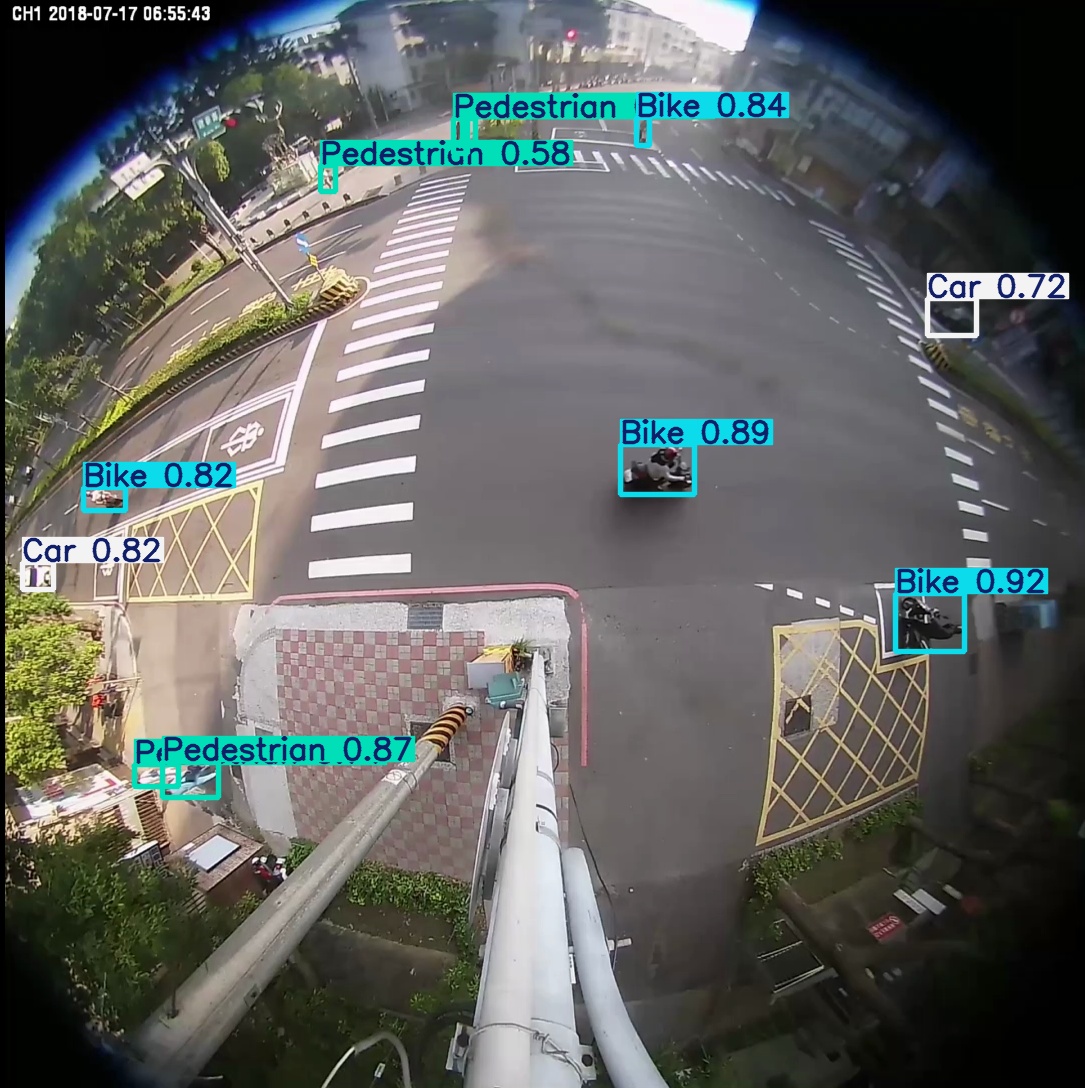 CH1 2018-07-17 06:55:43
Pedestrian
Bike 0.84
Pedestrian 0.58
Car 0.72
Bike 0.89
Bike 0.82
Car 0.82
Bike 0.92
Pedestrian 0.87